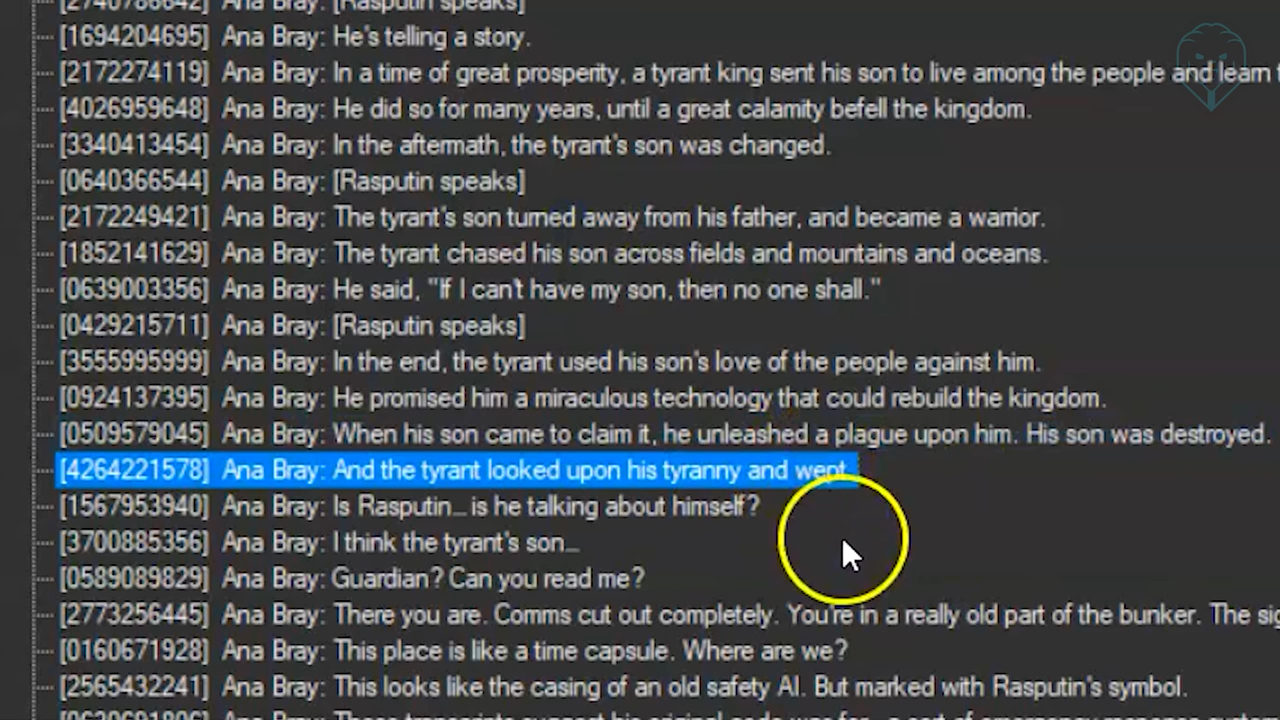 [2740786642] Ana Bray: [Rasputin speaks]
[1694204695] Ana Bray: He's telling a story.
[2172274119] Ana Bray: In a time of great prosperity, a tyrant king sent his son to live among the people and learn
[4026959648] Ana Bray: He did so for many years, until a great calamity befell the kingdom.
[3340413454] Ana Bray: In the aftermath, the tyrant's son was changed.
[0640366544] Ana Bray: [Rasputin speaks]
[2172249421] Ana Bray: The tyrant's son turned away from his father, and became a warrior.
[1852141629] Ana Bray: The tyrant chased his son across fields and mountains and oceans.
[0639003356] Ana Bray: He said, "If I can't have my son, then no one shall."
[0429215711] Ana Bray: [Rasputin speaks]
[3555995999] Ana Bray: In the end, the tyrant used his son's love of the people against him.
[0924137395] Ana Bray: He promised him a miraculous technology that could rebuild the kingdom.
[0509579045] Ana Bray: When his son came to claim it, he unleashed a plague upon him. His son was destroyed.
[4264221578] Ana Bray: And the tyrant looked upon his tyranny and wept.
[1567953940] Ana Bray: Is Rasputin... is he talking about himself?
[3700885356] Ana Bray: I think the tyrant's son...
[0589089829] Ana Bray: Guardian? Can you read me?
[2773256445] Ana Bray: There you are. Comms cut out completely. You're in a really old part of the bunker. The
[0160671928] Ana Bray: This place is like a time capsule. Where are we?
[2565432241] Ana Bray: This looks like the casing of an old safety AI. But marked with Rasputin's symbol.